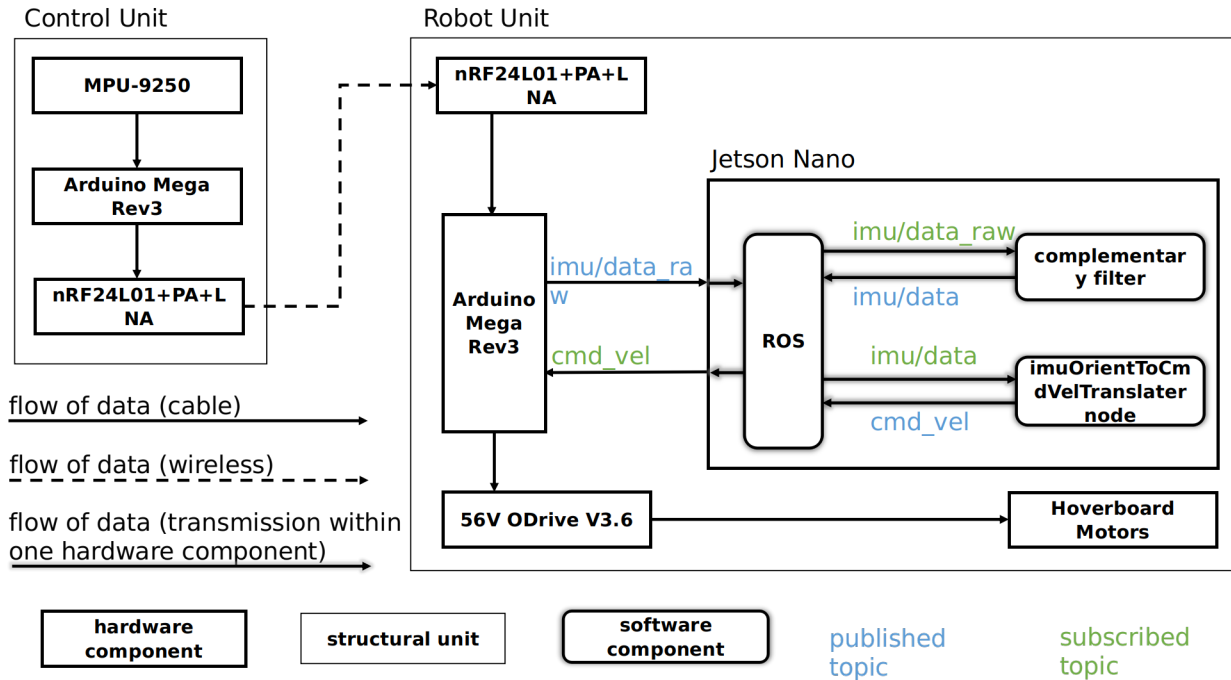 Control Unit
MPU-9250
Arduino Mega
Rev3
nRF24L01+PA+L
NA
Robot Unit
nRF24L01+PA+L
NA
Arduino
Mega
Rev3
imu/data_ra
w
cmd_vel
Jetson Nano
ROS
imu/data_raw
imu/data
complementar
y filter
imu/data
cmd_vel
imuOrientToCm
dVelTranslater
node
56V ODrive V3.6
Hoverboard
Motors
flow of data (cable)
flow of data (wireless)
flow of data (transmission within
one hardware component)
hardware
component
structural unit
software
component
published
topic
subscribed
topic